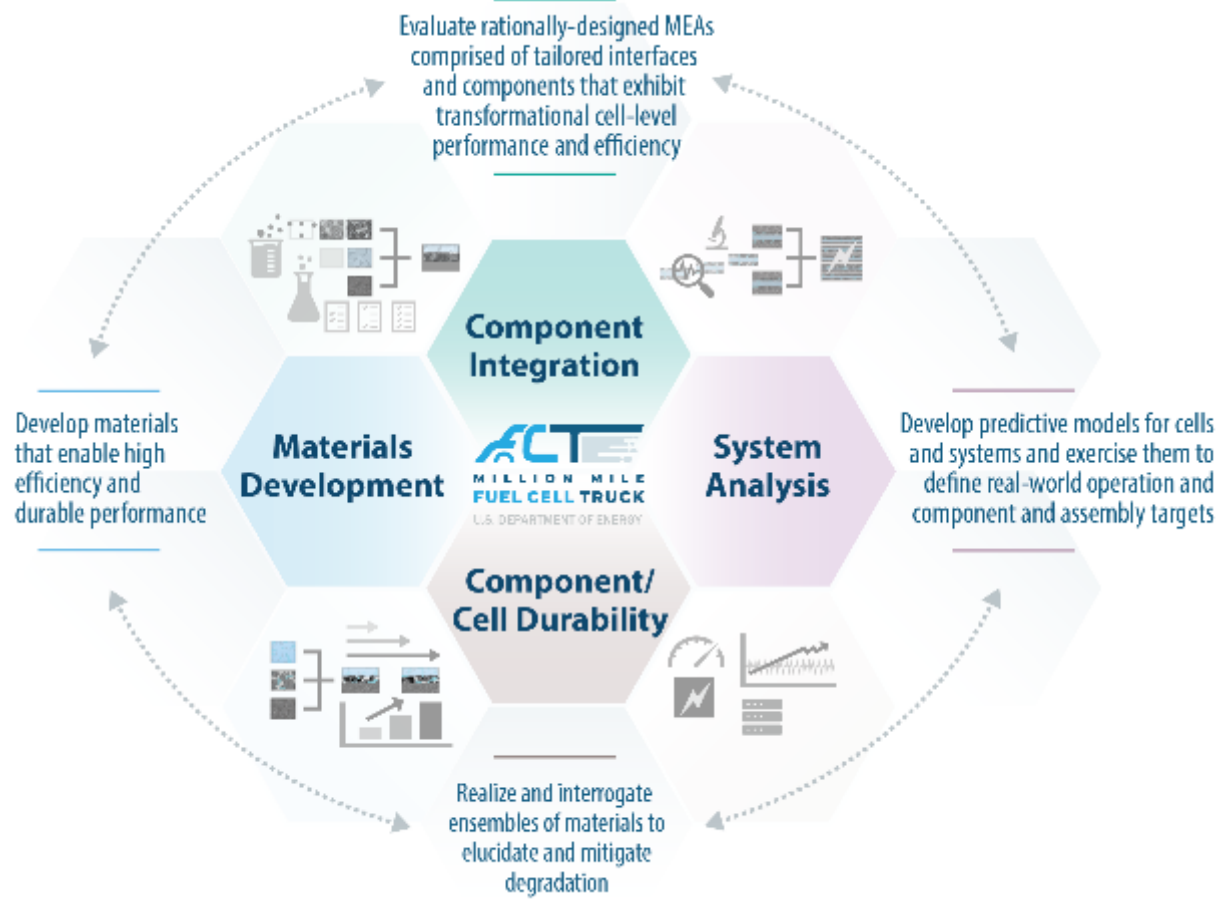 Evaluate rationally-designed MEAs
comprised of tailored interfaces
and components that exhibit
transformational cell-level
performance and efficiency
Component
Integration
Develop materials
that enable high
efficiency and
durable performance
Materials
Development
MILLION MILE
FUEL CELL TRUCK
U.S. DEPARTMENT OF ENERGY
System
Analysis
Develop predictive models for cells
and systems and exercise them to
define real-world operation and
component and assembly targets
Component/
Cell Durability
Realize and interrogate
ensembles of materials to
elucidate and mitigate
degradation